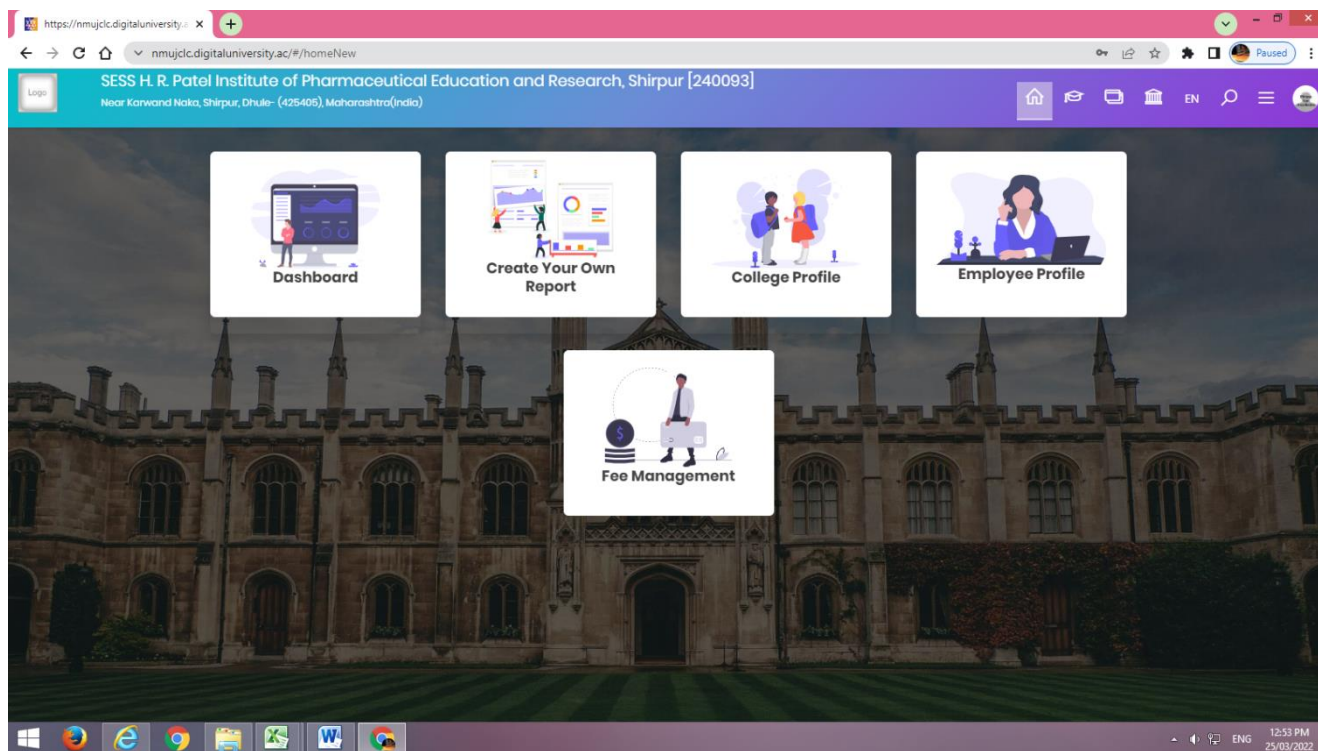 https://nmujclc.digitaluniversity.a
nmujclc.digitaluniversity.ac/#/homeNew
Paused
Logo
SESS H. R. Patel Institute of Pharmaceutical Education and Research, Shirpur [240093]
Near Karwand Naka, Shirpur, Dhule- (425405), Maharashtra(India)
EN
Dashboard
Create Your Own
Report
College Profile
Employee Profile
Fee Management
ENG
12:53 PM
25/03/2022